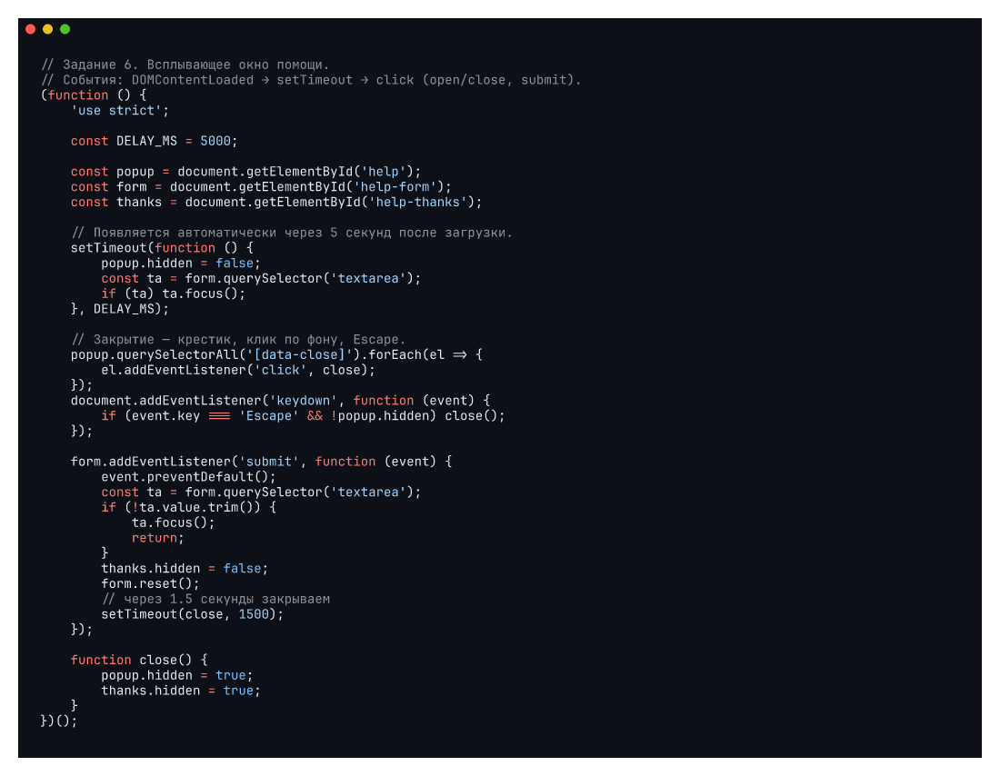 // Задание 6. Всплывающее окно помощи.
// События: DOMContentLoaded → setTimeout → click (open/close, submit).
(function () {
    'use strict';

    const DELAY_MS = 5000;

    const popup = document.getElementById('help');
    const form = document.getElementById('help-form');
    const thanks = document.getElementById('help-thanks');

    // Появляется автоматически через 5 секунд после загрузки.
    setTimeout(function () {
        popup.hidden = false;
        const ta = form.querySelector('textarea');
        if (ta) ta.focus();
    }, DELAY_MS);

    // Закрытие — крестик, клик по фону, Escape.
    popup.querySelectorAll('[data-close]').forEach(el => {
        el.addEventListener('click', close);
    });
    document.addEventListener('keydown', function (event) {
        if (event.key === 'Escape' && !popup.hidden) close();
    });

    form.addEventListener('submit', function (event) {
        event.preventDefault();
        const ta = form.querySelector('textarea');
        if (!ta.value.trim()) {
            ta.focus();
            return;
        }
        thanks.hidden = false;
        form.reset();
        // через 1.5 секунды закрываем
        setTimeout(close, 1500);
    });

    function close() {
        popup.hidden = true;
        thanks.hidden = true;
    }
})();